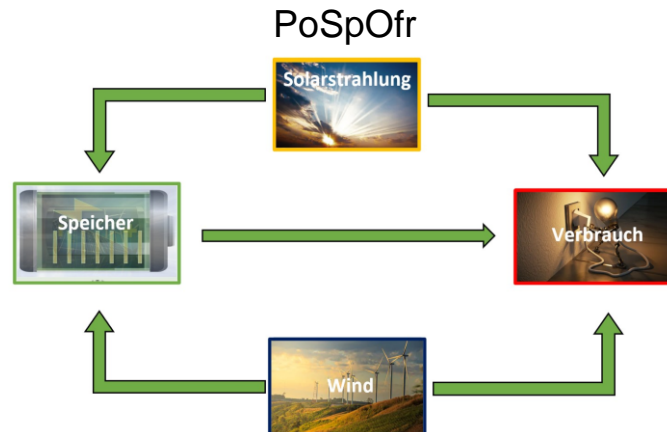 PoSpOfr
Solarstrahlung
Speicher
Verbrauch
Wind